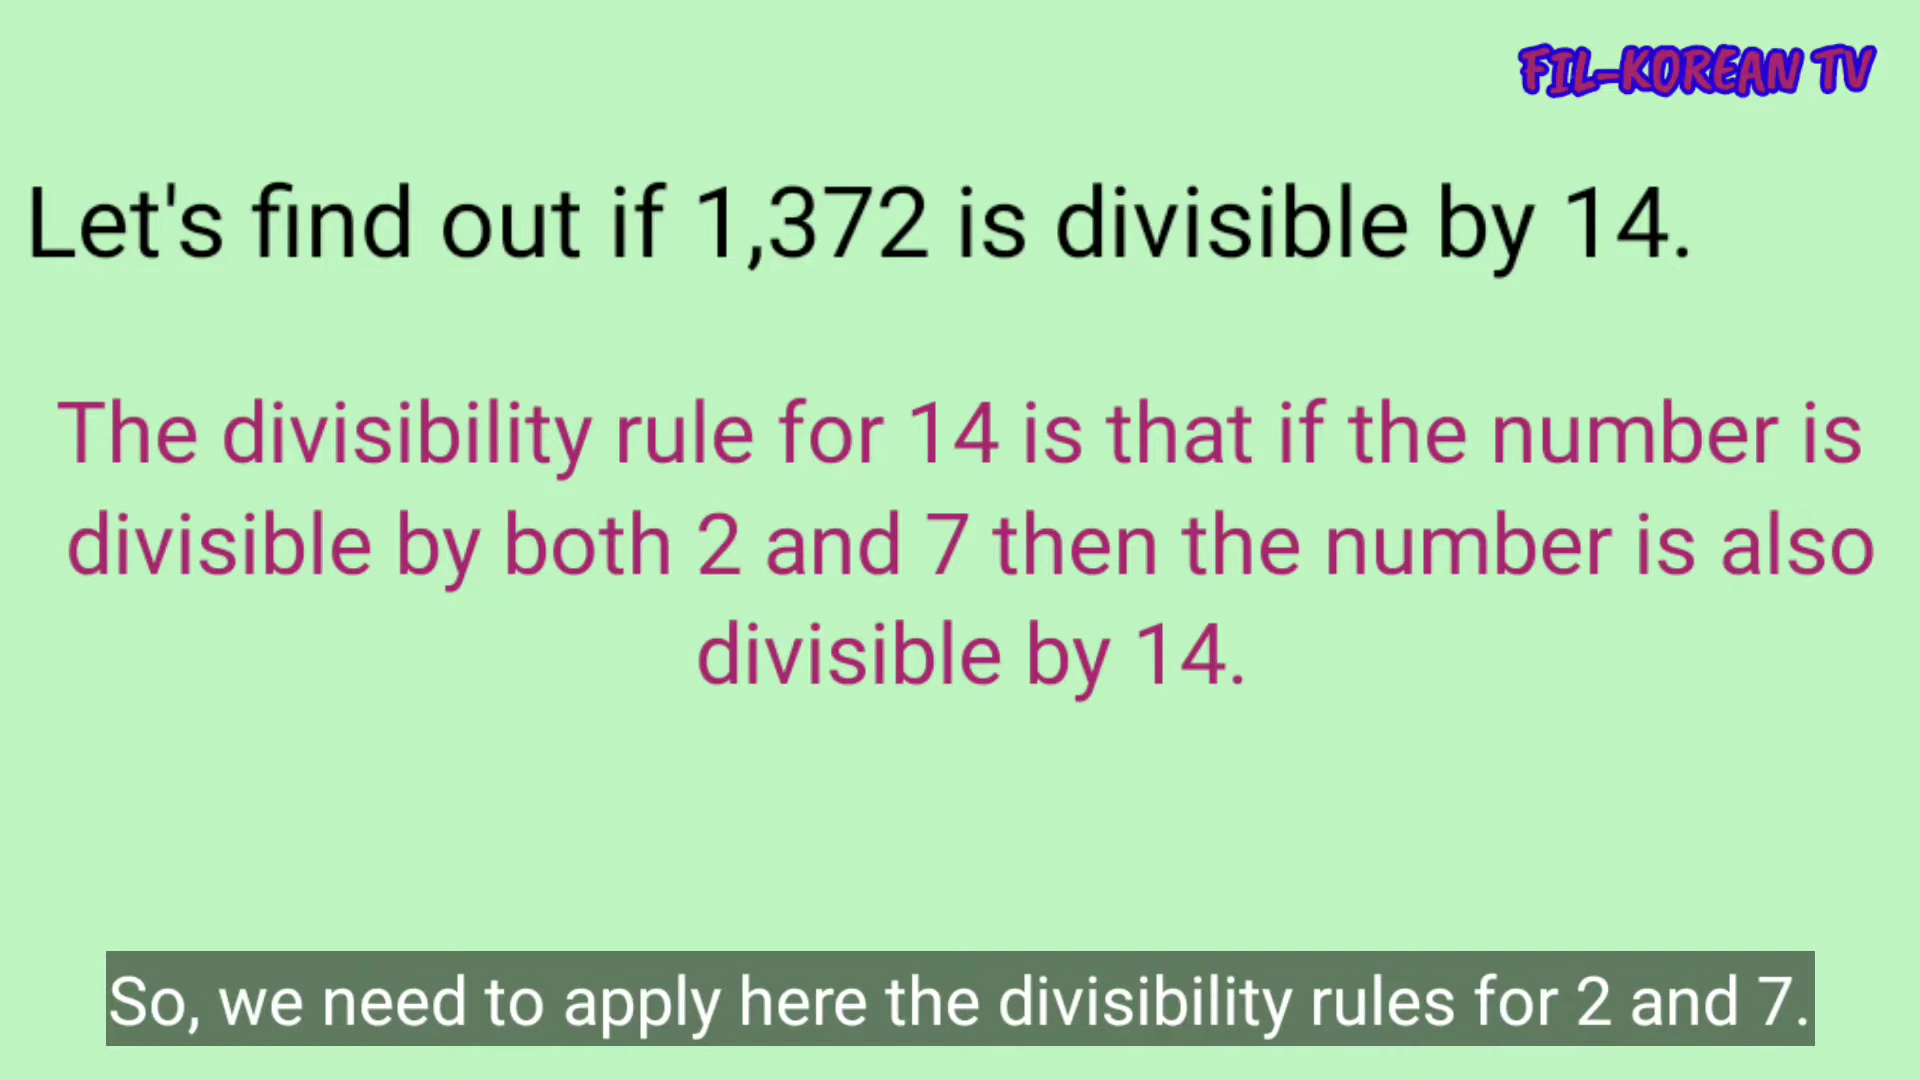 FIL-KOREAN TV
Let's find out if 1,372 is divisible by 14.
The divisibility rule for 14 is that if the number is
divisible by both 2 and 7 then the number is also
divisible by 14.
So, we need to apply here the divisibility rules for 2 and 7.